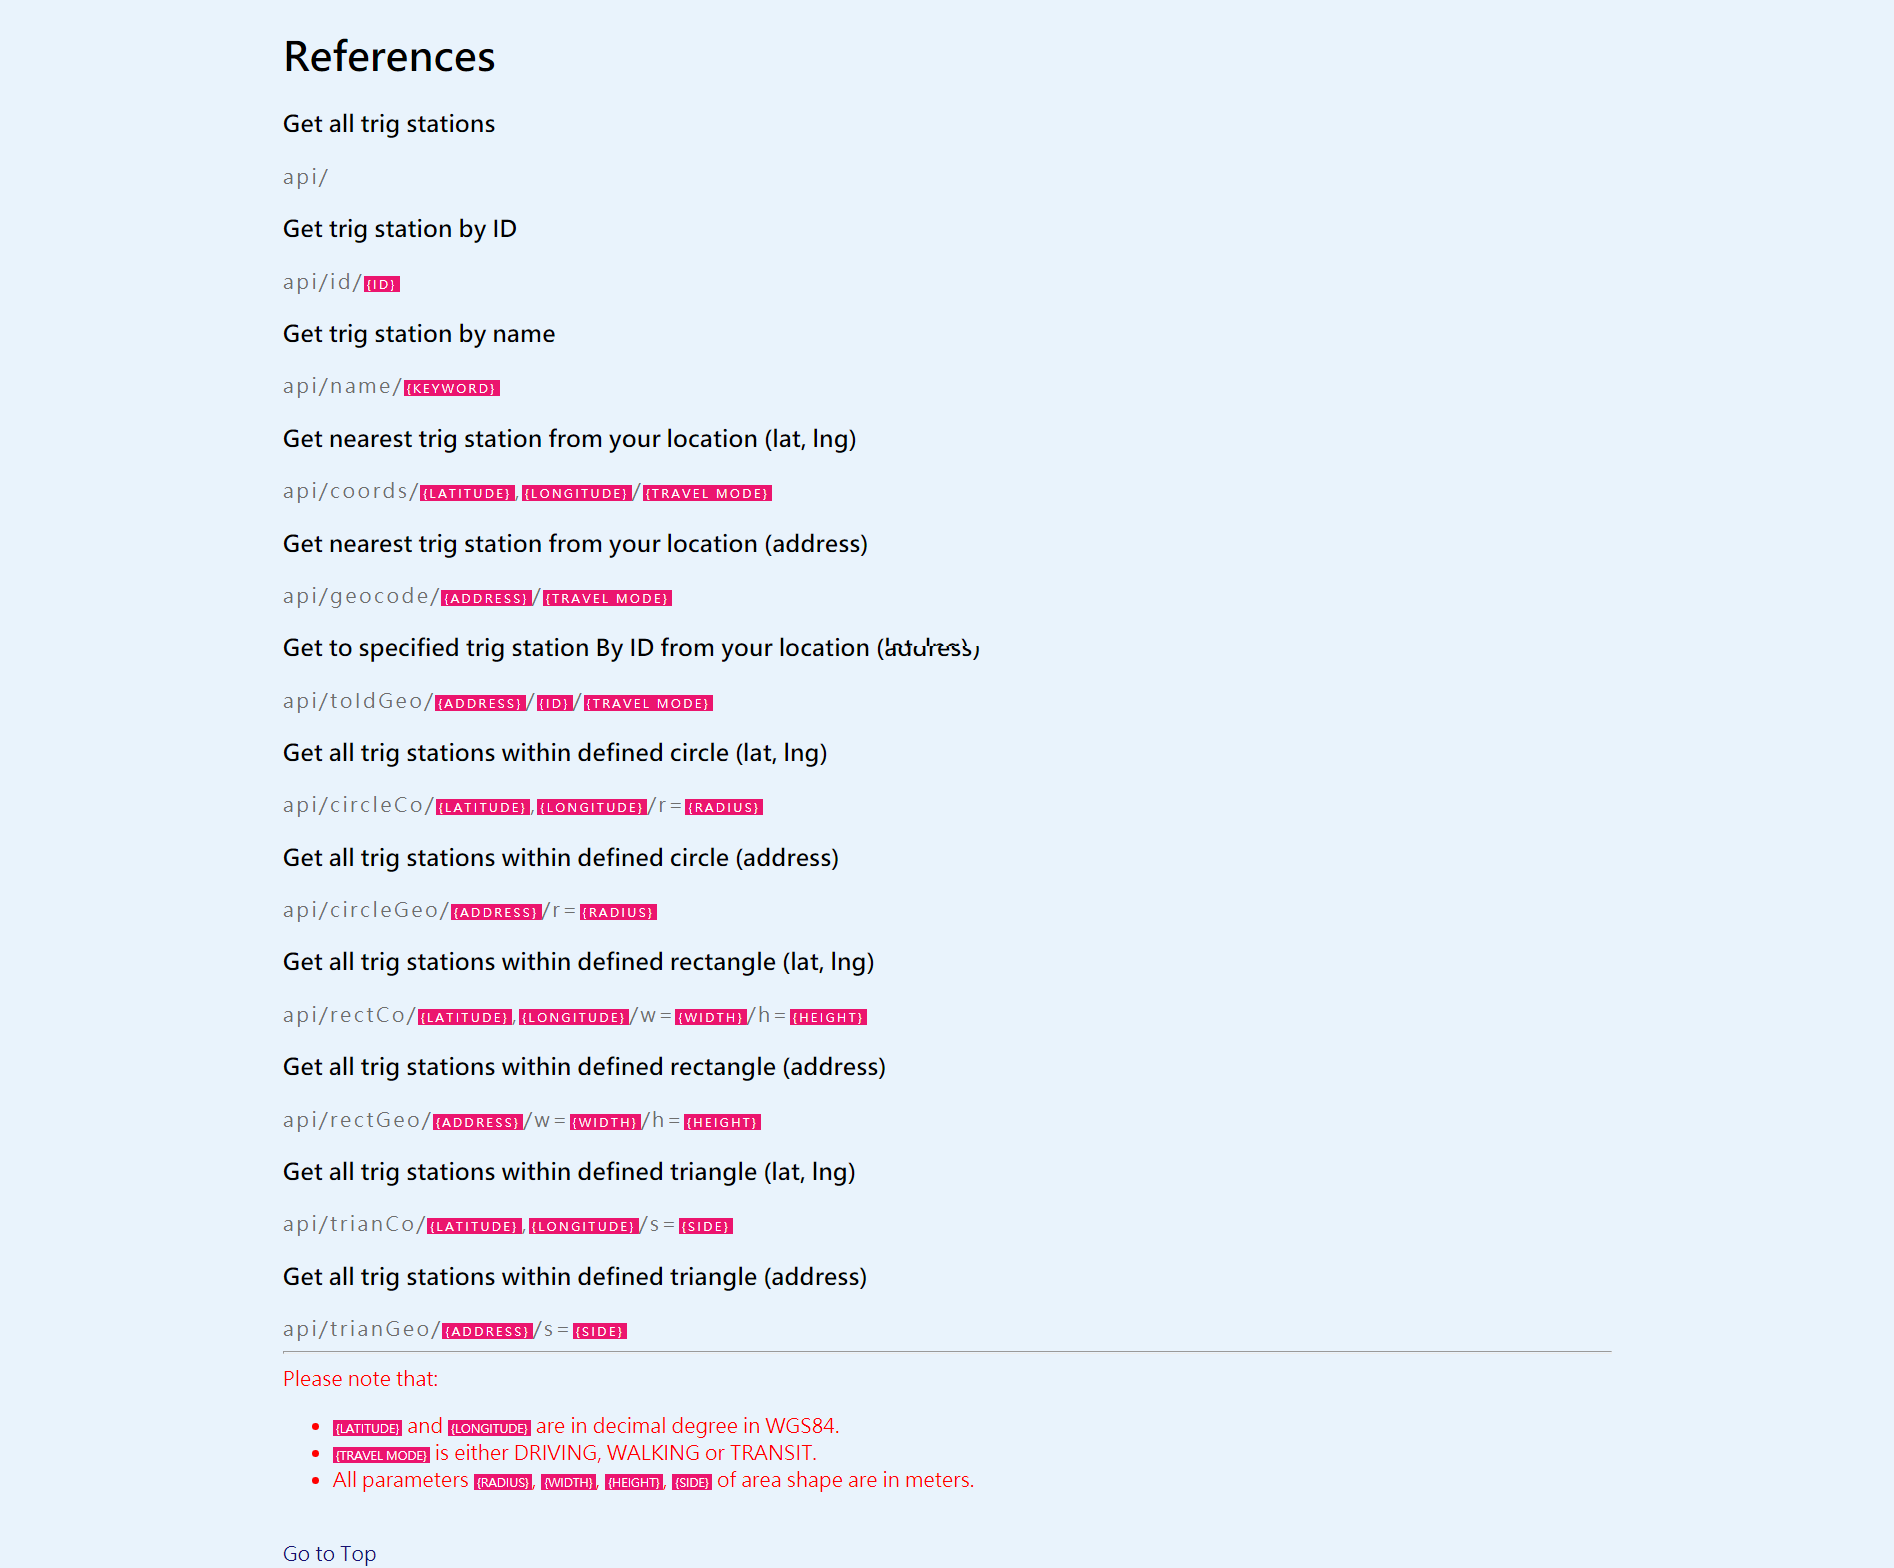 References
Get all trig stations
api/
Get trig station by ID
api/id/{ID}
Get trig station by name
api/name/{KEYWORD}
Get nearest trig station from your location (lat, lng)
api/coords/{LATITUDE},{LONGITUDE}/{TRAVEL MODE}
Get nearest trig station from your location (address)
api/geocode/{ADDRESS}/{TRAVEL MODE}
Get to specified trig station By ID from your location
api/toIdGeo/{ADDRESS}/{ID}/{TRAVEL MODE}
Get all trig stations within defined circle (lat, lng)
api/circleCo/{LATITUDE},{LONGITUDE}/r={RADIUS}
Get all trig stations within defined circle (address)
api/circleGeo/{ADDRESS}/r={RADIUS}
Get all trig stations within defined rectangle (lat, lng)
api/rectCo/{LATITUDE},{LONGITUDE}/w={WIDTH}/h={HEIGHT}
Get all trig stations within defined rectangle (address)
api/rectGeo/{ADDRESS}/w={WIDTH}/h={HEIGHT}
Get all trig stations within defined triangle (lat, lng)
api/trianCo/{LATITUDE},{LONGITUDE}/s={SIDE}
Get all trig stations within defined triangle (address)
api/trianGeo/{ADDRESS}/s={SIDE}
Please note that:
• {LATITUDE} and {LONGITUDE} are in decimal degree in WGS84.
• {TRAVEL MODE} is either DRIVING, WALKING or TRANSIT.
• All parameters {RADIUS}, {WIDTH}, {HEIGHT}, {SIDE} of area shape are in meters.
Go to Top